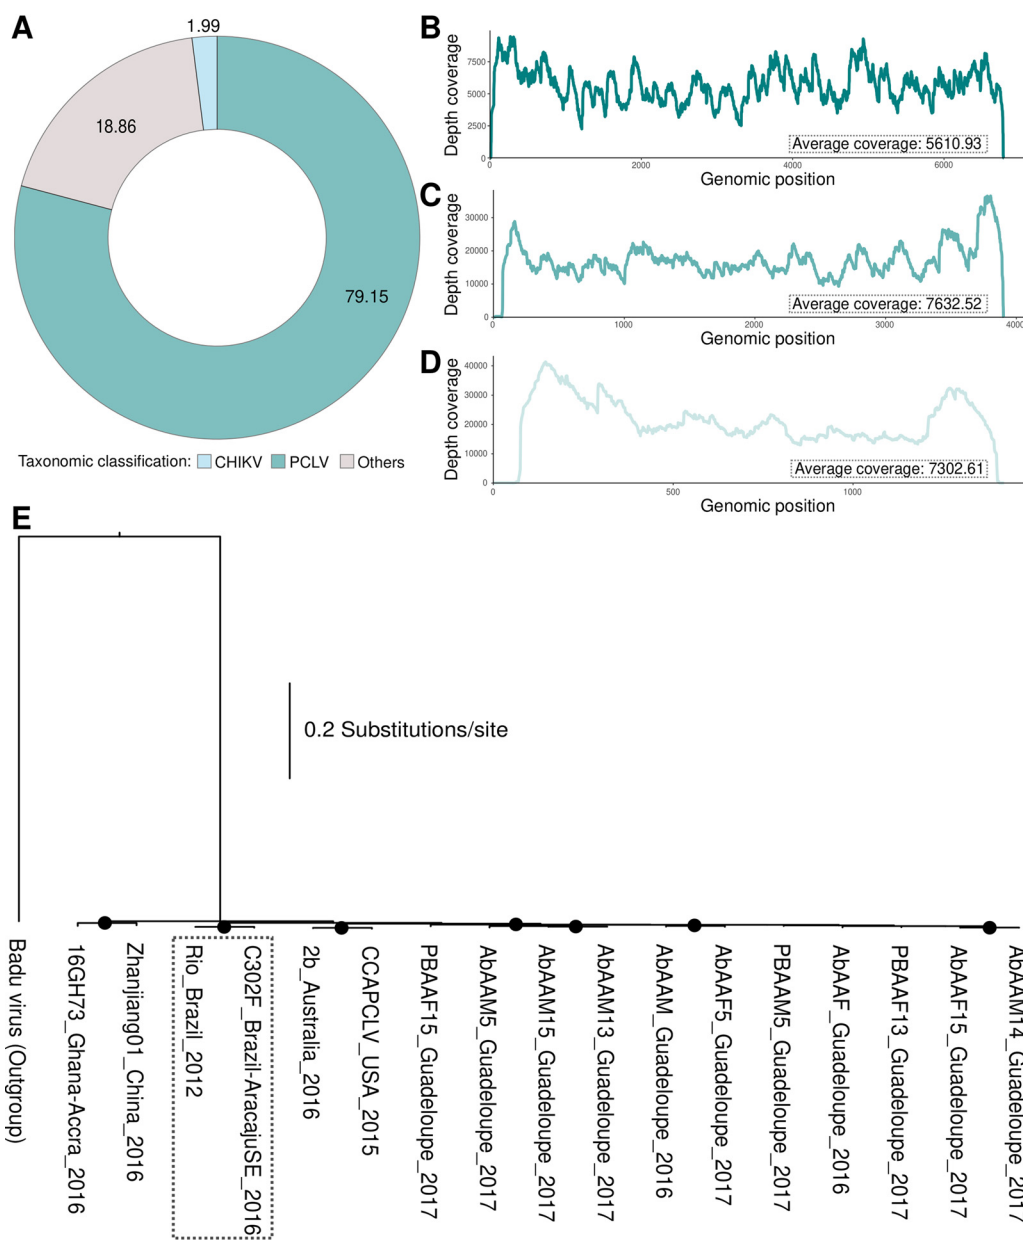 A
1.99
18.86
79.15
Taxonomic classification: CHIKV PCLV Others
B
Depth coverage
7500
5000
2500
0
Average coverage: 5610.93
0 2000 4000 6000
Genomic position
C
Depth coverage
30000
20000
10000
0
Average coverage: 7632.52
0 1000 2000 3000 4000
Genomic position
D
Depth coverage
40000
30000
20000
10000
0
Average coverage: 7302.61
0 500 1000
Genomic position
E
0.2 Substitutions/site
Badu virus (Outgroup)
16GH73_Ghana-Accra_2016
Zhanjiang01_China_2016
Rio_Brazil_2012
C302F_Brazil-AracajuSE_2016
2b_Australia_2016
CCAPCLV_USA_2015
PBAAF15_Guadeloupe_2017
AbAAM5_Guadeloupe_2017
AbAAM15_Guadeloupe_2017
AbAAM13_Guadeloupe_2017
AbAAM_Guadeloupe_2016
AbAAF5_Guadeloupe_2017
PBAAM5_Guadeloupe_2017
AbAAF_Guadeloupe_2016
PBAAF13_Guadeloupe_2017
AbAAF15_Guadeloupe_2017
AbAAM14_Guadeloupe_2017